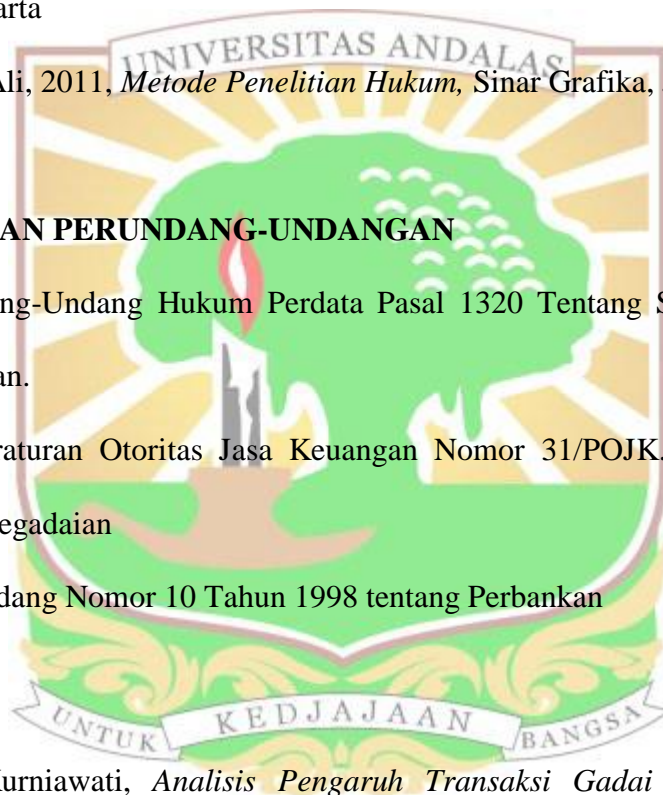 arta
UNIVERSITAS ANDALAS
Ali, 2011, Metode Penelitian Hukum, Sinar Grafika,
AN PERUNDANG-UNDANGAN
ng-Undang Hukum Perdata Pasal 1320 Tentang S
an.
raturan Otoritas Jasa Keuangan Nomor 31/POJK.
egadaian
dang Nomor 10 Tahun 1998 tentang Perbankan
UNTUK KEDJAJAAN BANGSA
Kurniawati, Analisis Pengaruh Transaksi Gadai